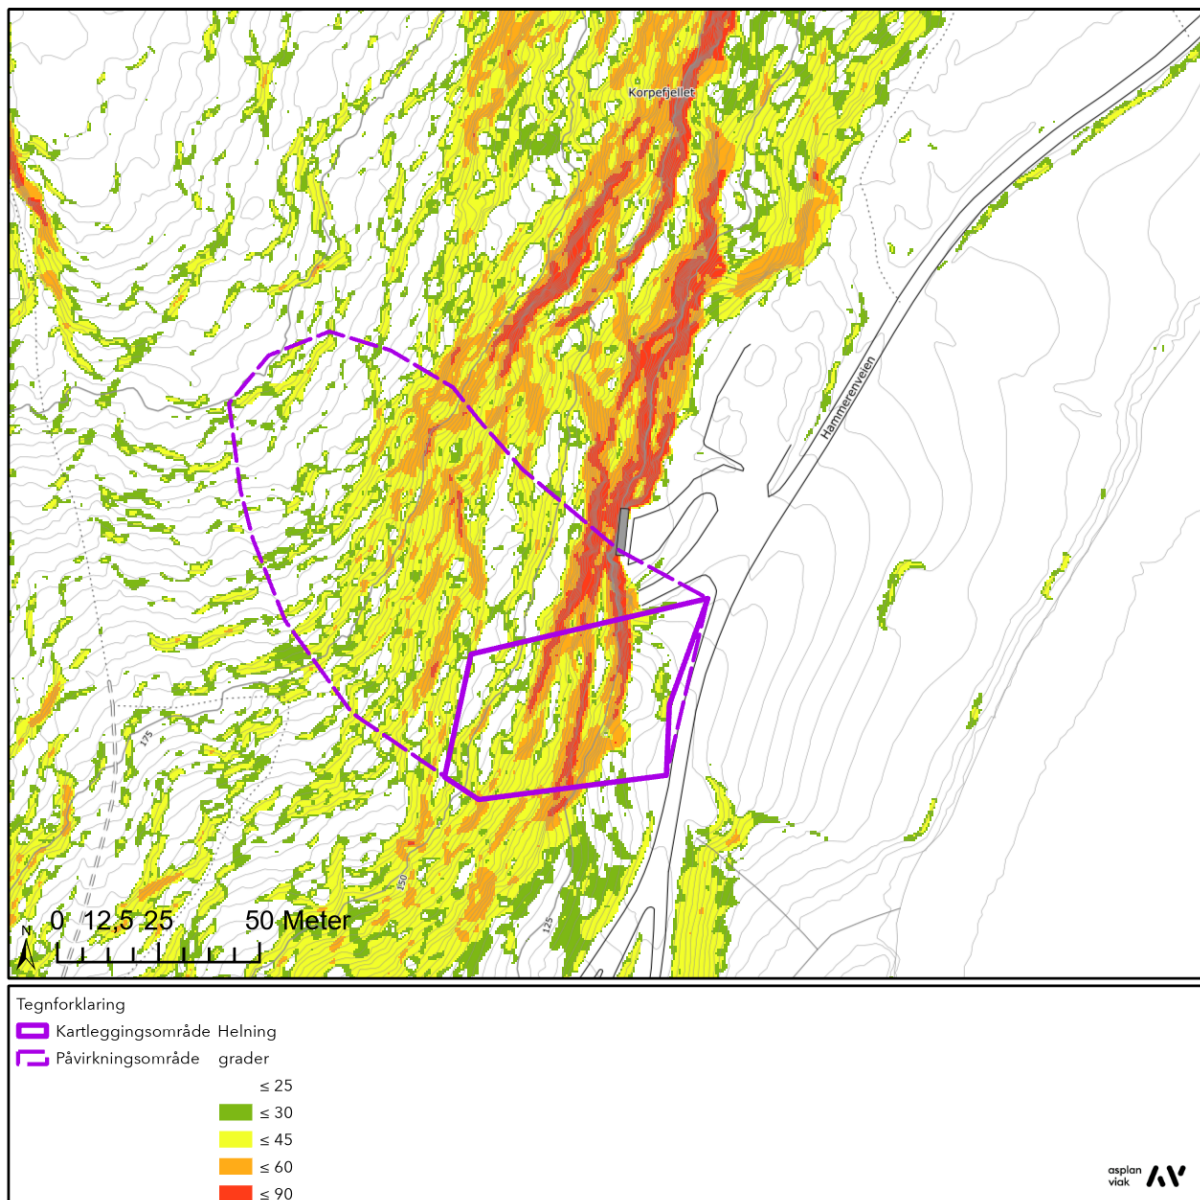 Korpefjellet
Hammerenveien
175
150
125
N
0 12,5 25 50 Meter
Tegnforklaring
Kartleggingsområde
Påvirkningsområde
Helning
grader
≤ 25
≤ 30
≤ 45
≤ 60
≤ 90
asplan
viak